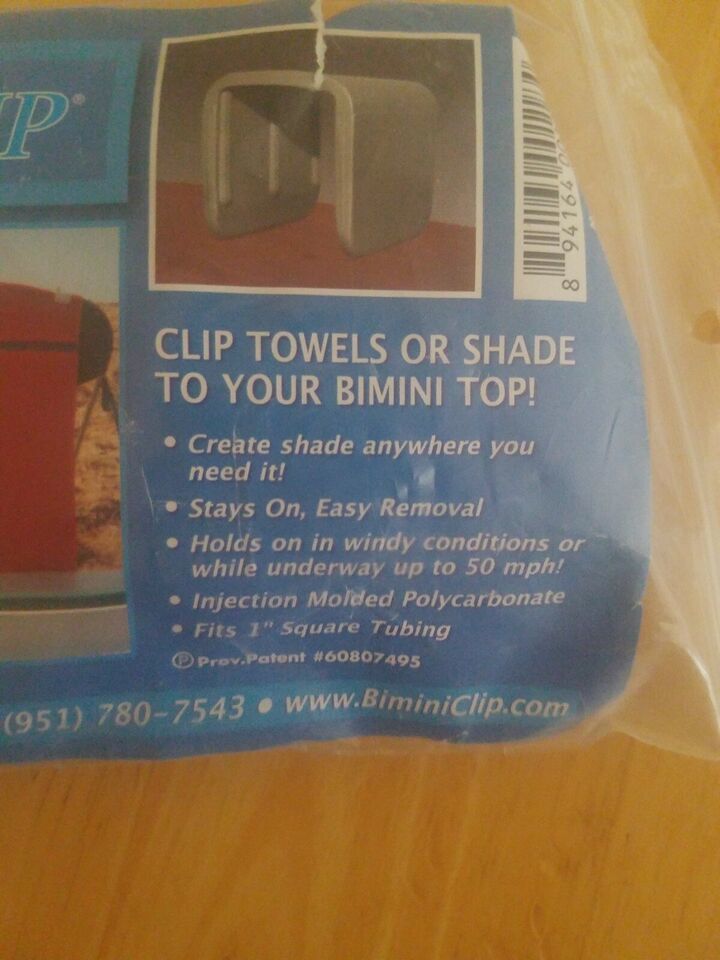 IP®
CLIP TOWELS OR SHADE
TO YOUR BIMINI TOP!
• Create shade anywhere you
need it!
• Stays On, Easy Removal
• Holds on in windy conditions or
while underway up to 50 mph!
• Injection Molded Polycarbonate
• Fits 1" Square Tubing
Ⓟ Prov.Patent #60807495
(951) 780-7543 • www.BiminiClip.com
8 94164